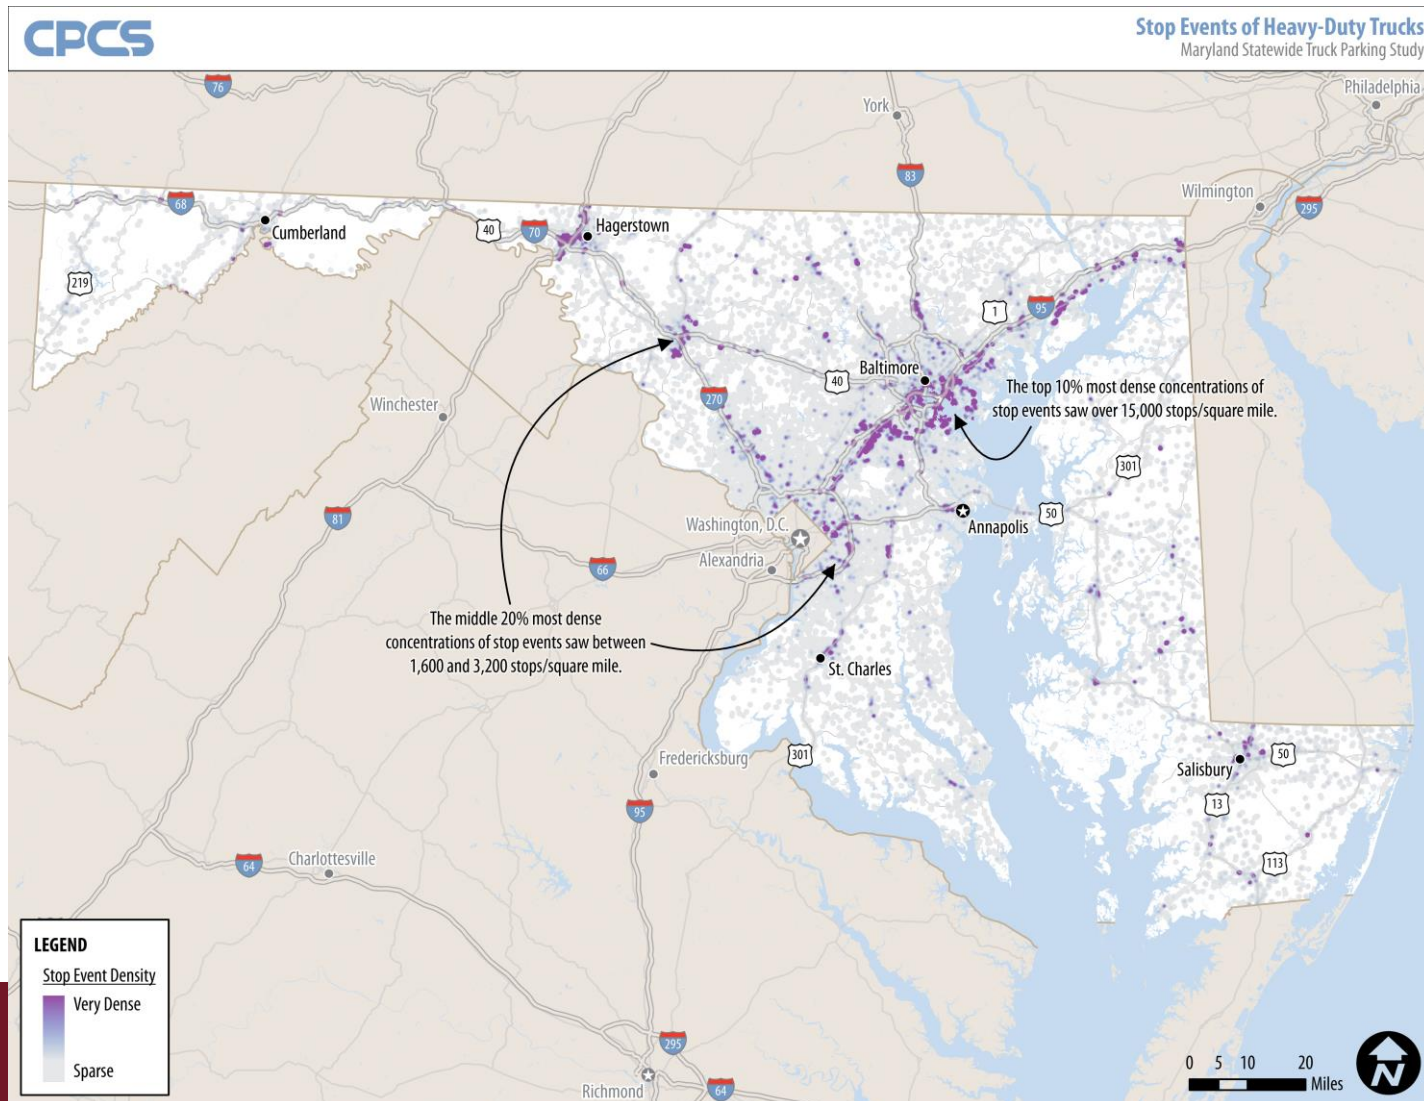 CPCS
Stop Events of Heavy-Duty Trucks
Maryland Statewide Truck Parking Study
76
York
Philadelphia
83
Wilmington
295
68
Cumberland
40
70
Hagerstown
219
1
95
Baltimore
40
The top 10% most dense concentrations of
stop events saw over 15,000 stops/square mile.
270
Winchester
301
81
Washington, D.C.
Annapolis
50
66
Alexandria
The middle 20% most dense
concentrations of stop events saw between
1,600 and 3,200 stops/square mile.
St. Charles
301
Fredericksburg
Salisbury
50
13
95
113
64
Charlottesville
LEGEND
Stop Event Density
Very Dense
Sparse
295
64
Richmond
0 5 10 20
Miles
N